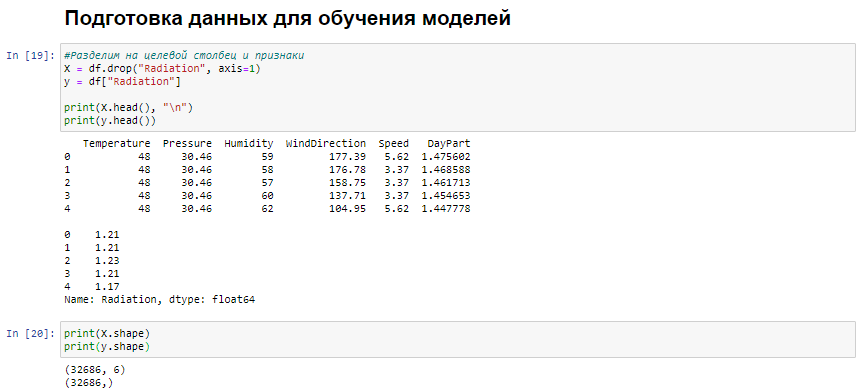 Подготовка данных для обучения моделей
In [19]: #Разделим на целевой столбец и признаки
X = df.drop("Radiation", axis=1)
y = df["Radiation"]
print(X.head(), "\n")
print(y.head())
Temperature Pressure Humidity WindDirection Speed DayPart
0 48 30.46 59 177.39 5.62 1.475602
1 48 30.46 58 176.78 3.37 1.468588
2 48 30.46 57 158.75 3.37 1.461713
3 48 30.46 60 137.71 3.37 1.454653
4 48 30.46 62 104.95 5.62 1.447778
0 1.21
1 1.21
2 1.23
3 1.21
4 1.17
Name: Radiation, dtype: float64
In [20]: print(X.shape)
print(y.shape)
(32686, 6)
(32686,)